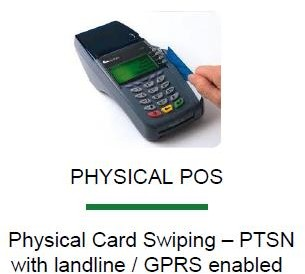 PHYSICAL POS
Physical Card Swiping – PTSN
with landline / GPRS enabled